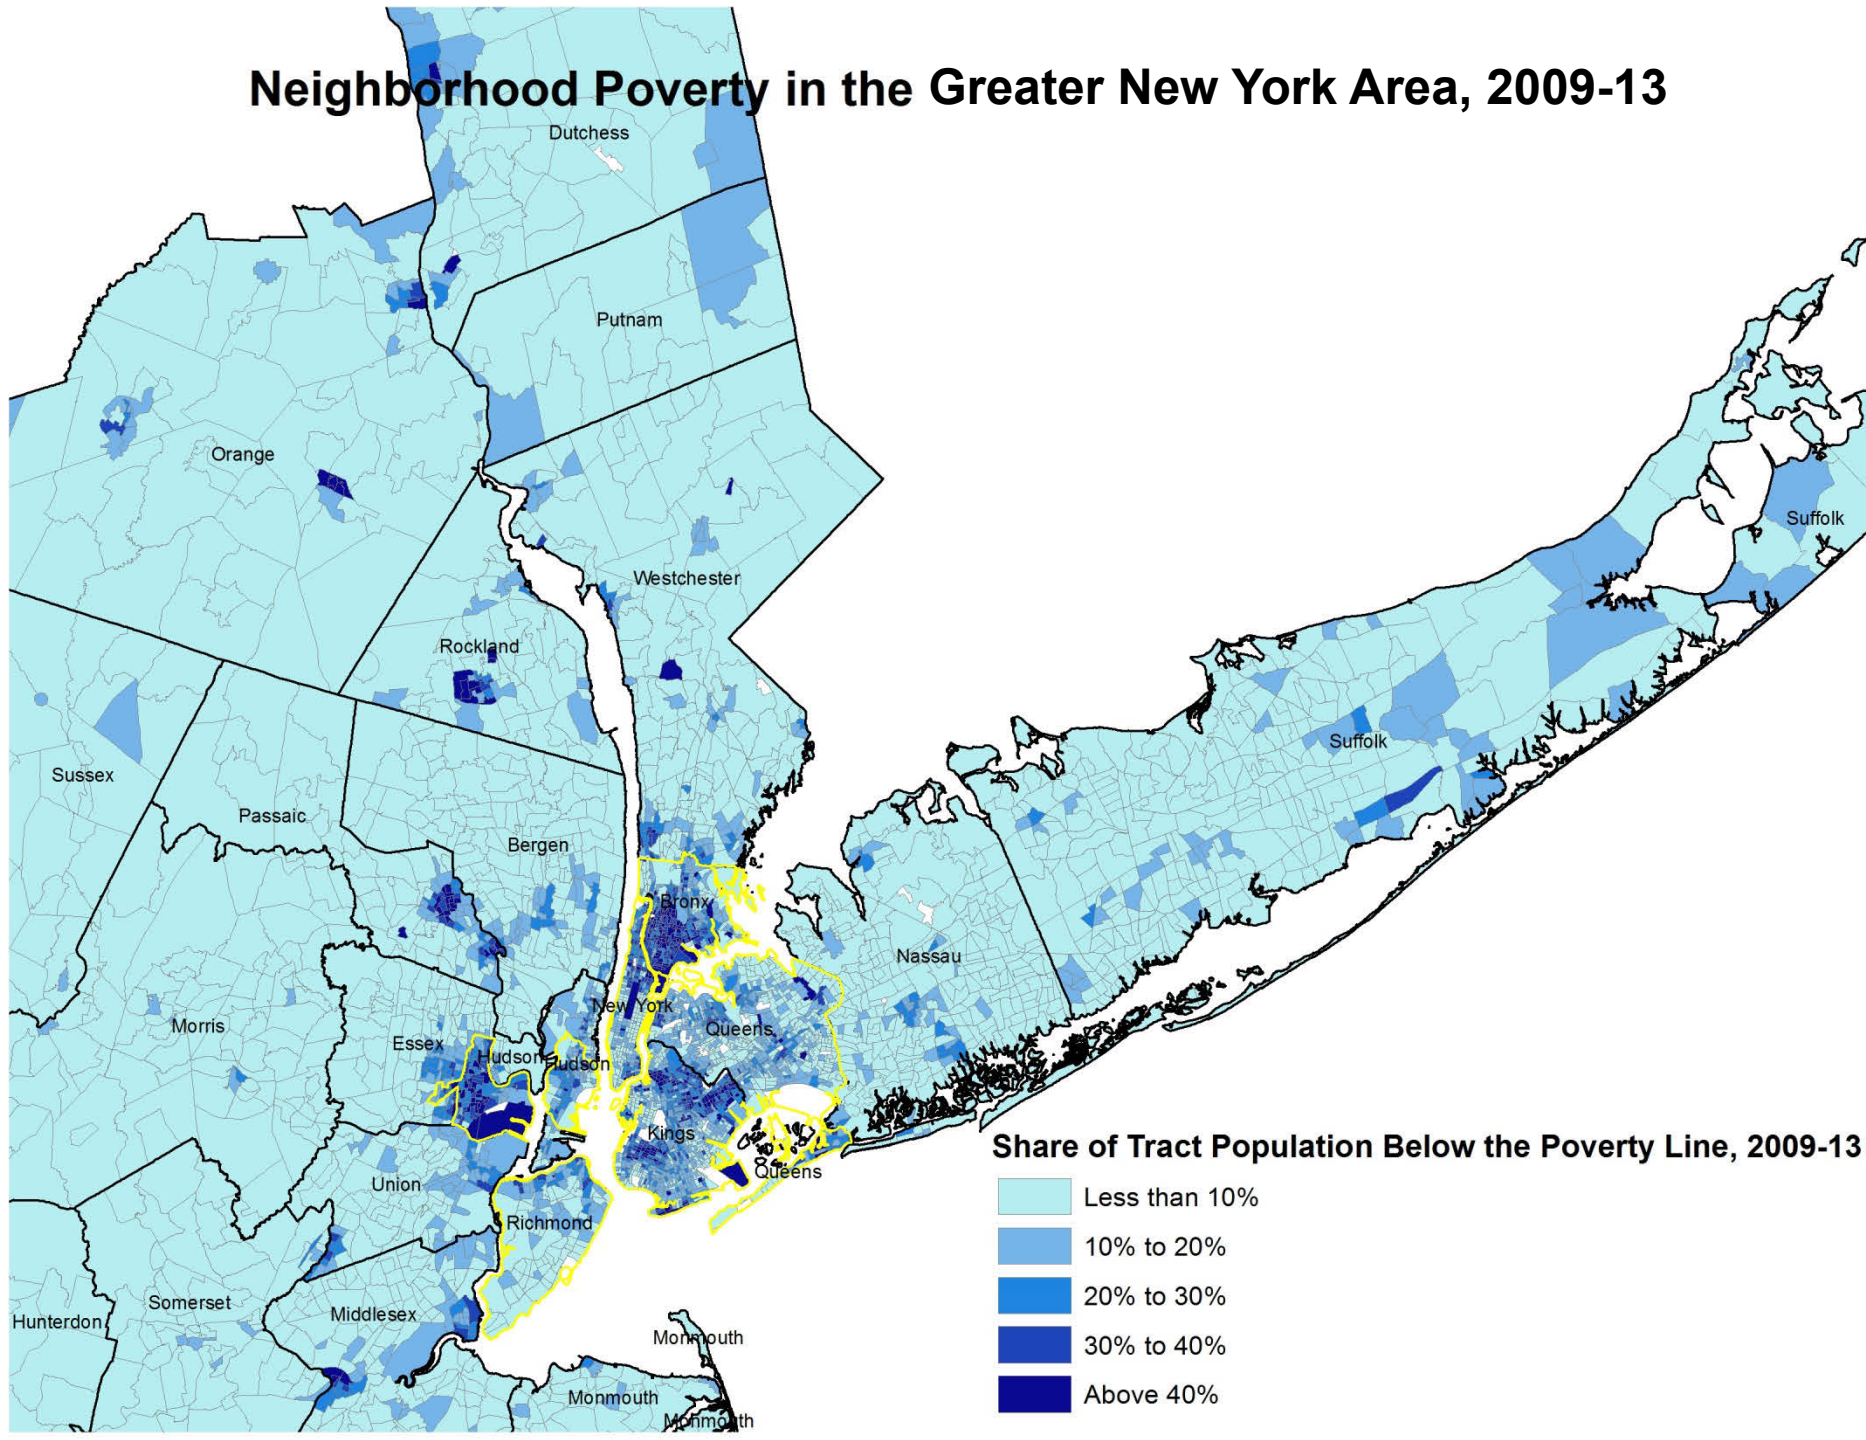 Neighborhood Poverty in the Greater New York Area, 2009-13
Dutchess
Putnam
Orange
Suffolk
Westchester
Rockland
Suffolk
Sussex
Passaic
Bergen
Bronx
Nassau
New York
Morris
Queens
Essex
Hudson
Hudson
Kings
Queens
Union
Richmond
Somerset
Middlesex
Hunterdon
Monmouth
Monmouth
Monmouth
Share of Tract Population Below the Poverty Line, 2009-13
Less than 10%
10% to 20%
20% to 30%
30% to 40%
Above 40%